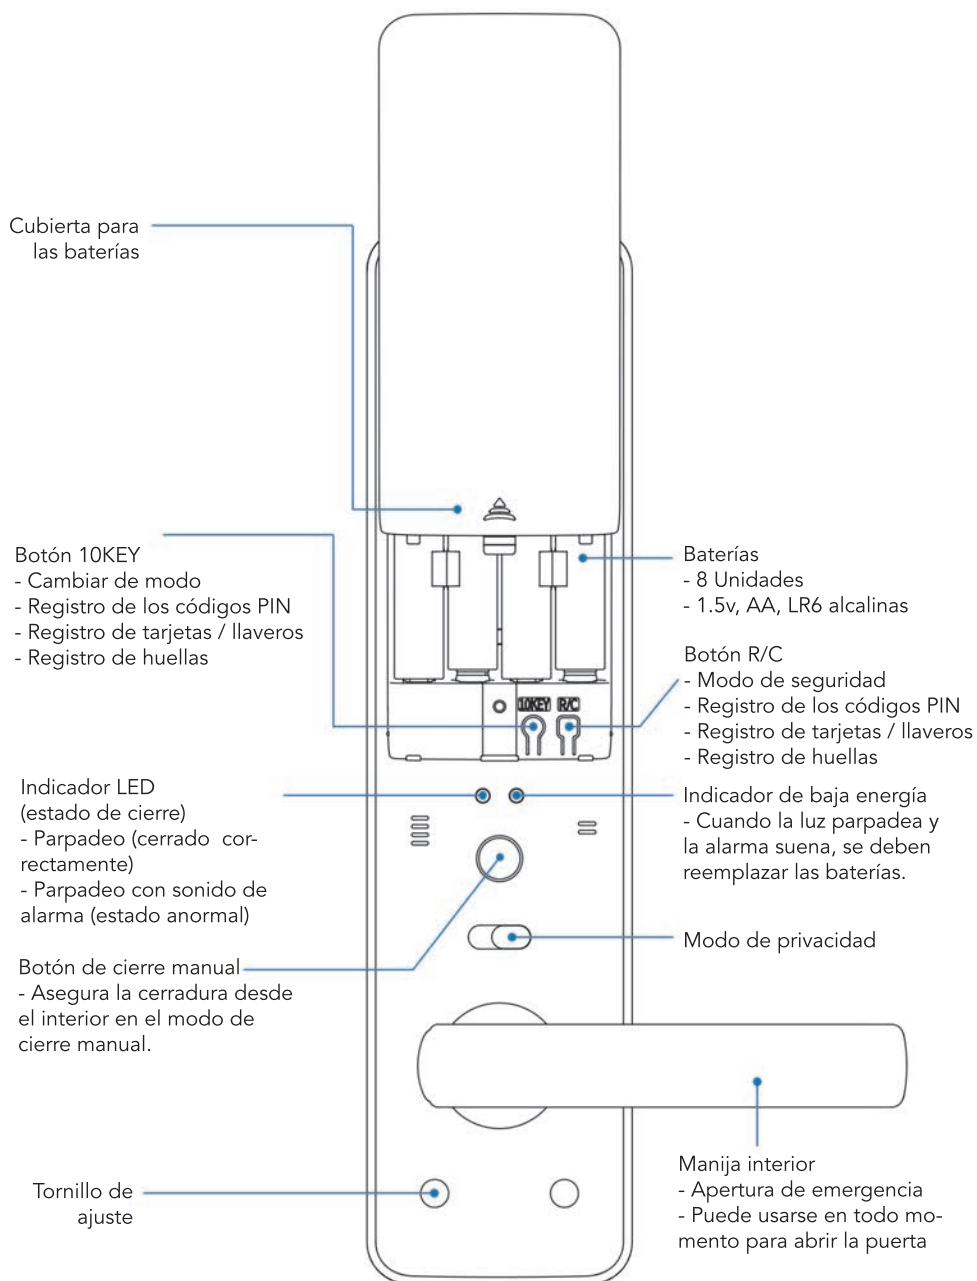 Cubierta para
las baterías
Botón 10KEY
- Cambiar de modo
- Registro de los códigos PIN
- Registro de tarjetas / llaveros
- Registro de huellas
Baterías
- 8 Unidades
- 1.5v, AA, LR6 alcalinas
Botón R/C
- Modo de seguridad
- Registro de los códigos PIN
- Registro de tarjetas / llaveros
- Registro de huellas
10KEY R/C
Indicador LED
(estado de cierre)
- Parpadeo (cerrado cor-
rectamente)
- Parpadeo con sonido de
alarma (estado anormal)
Indicador de baja energía
- Cuando la luz parpadea y
la alarma suena, se deben
reemplazar las baterías.
Modo de privacidad
Botón de cierre manual
- Asegura la cerradura desde
el interior en el modo de
cierre manual.
Manija interior
- Apertura de emergencia
- Puede usarse en todo mo-
mento para abrir la puerta
Tornillo de
ajuste